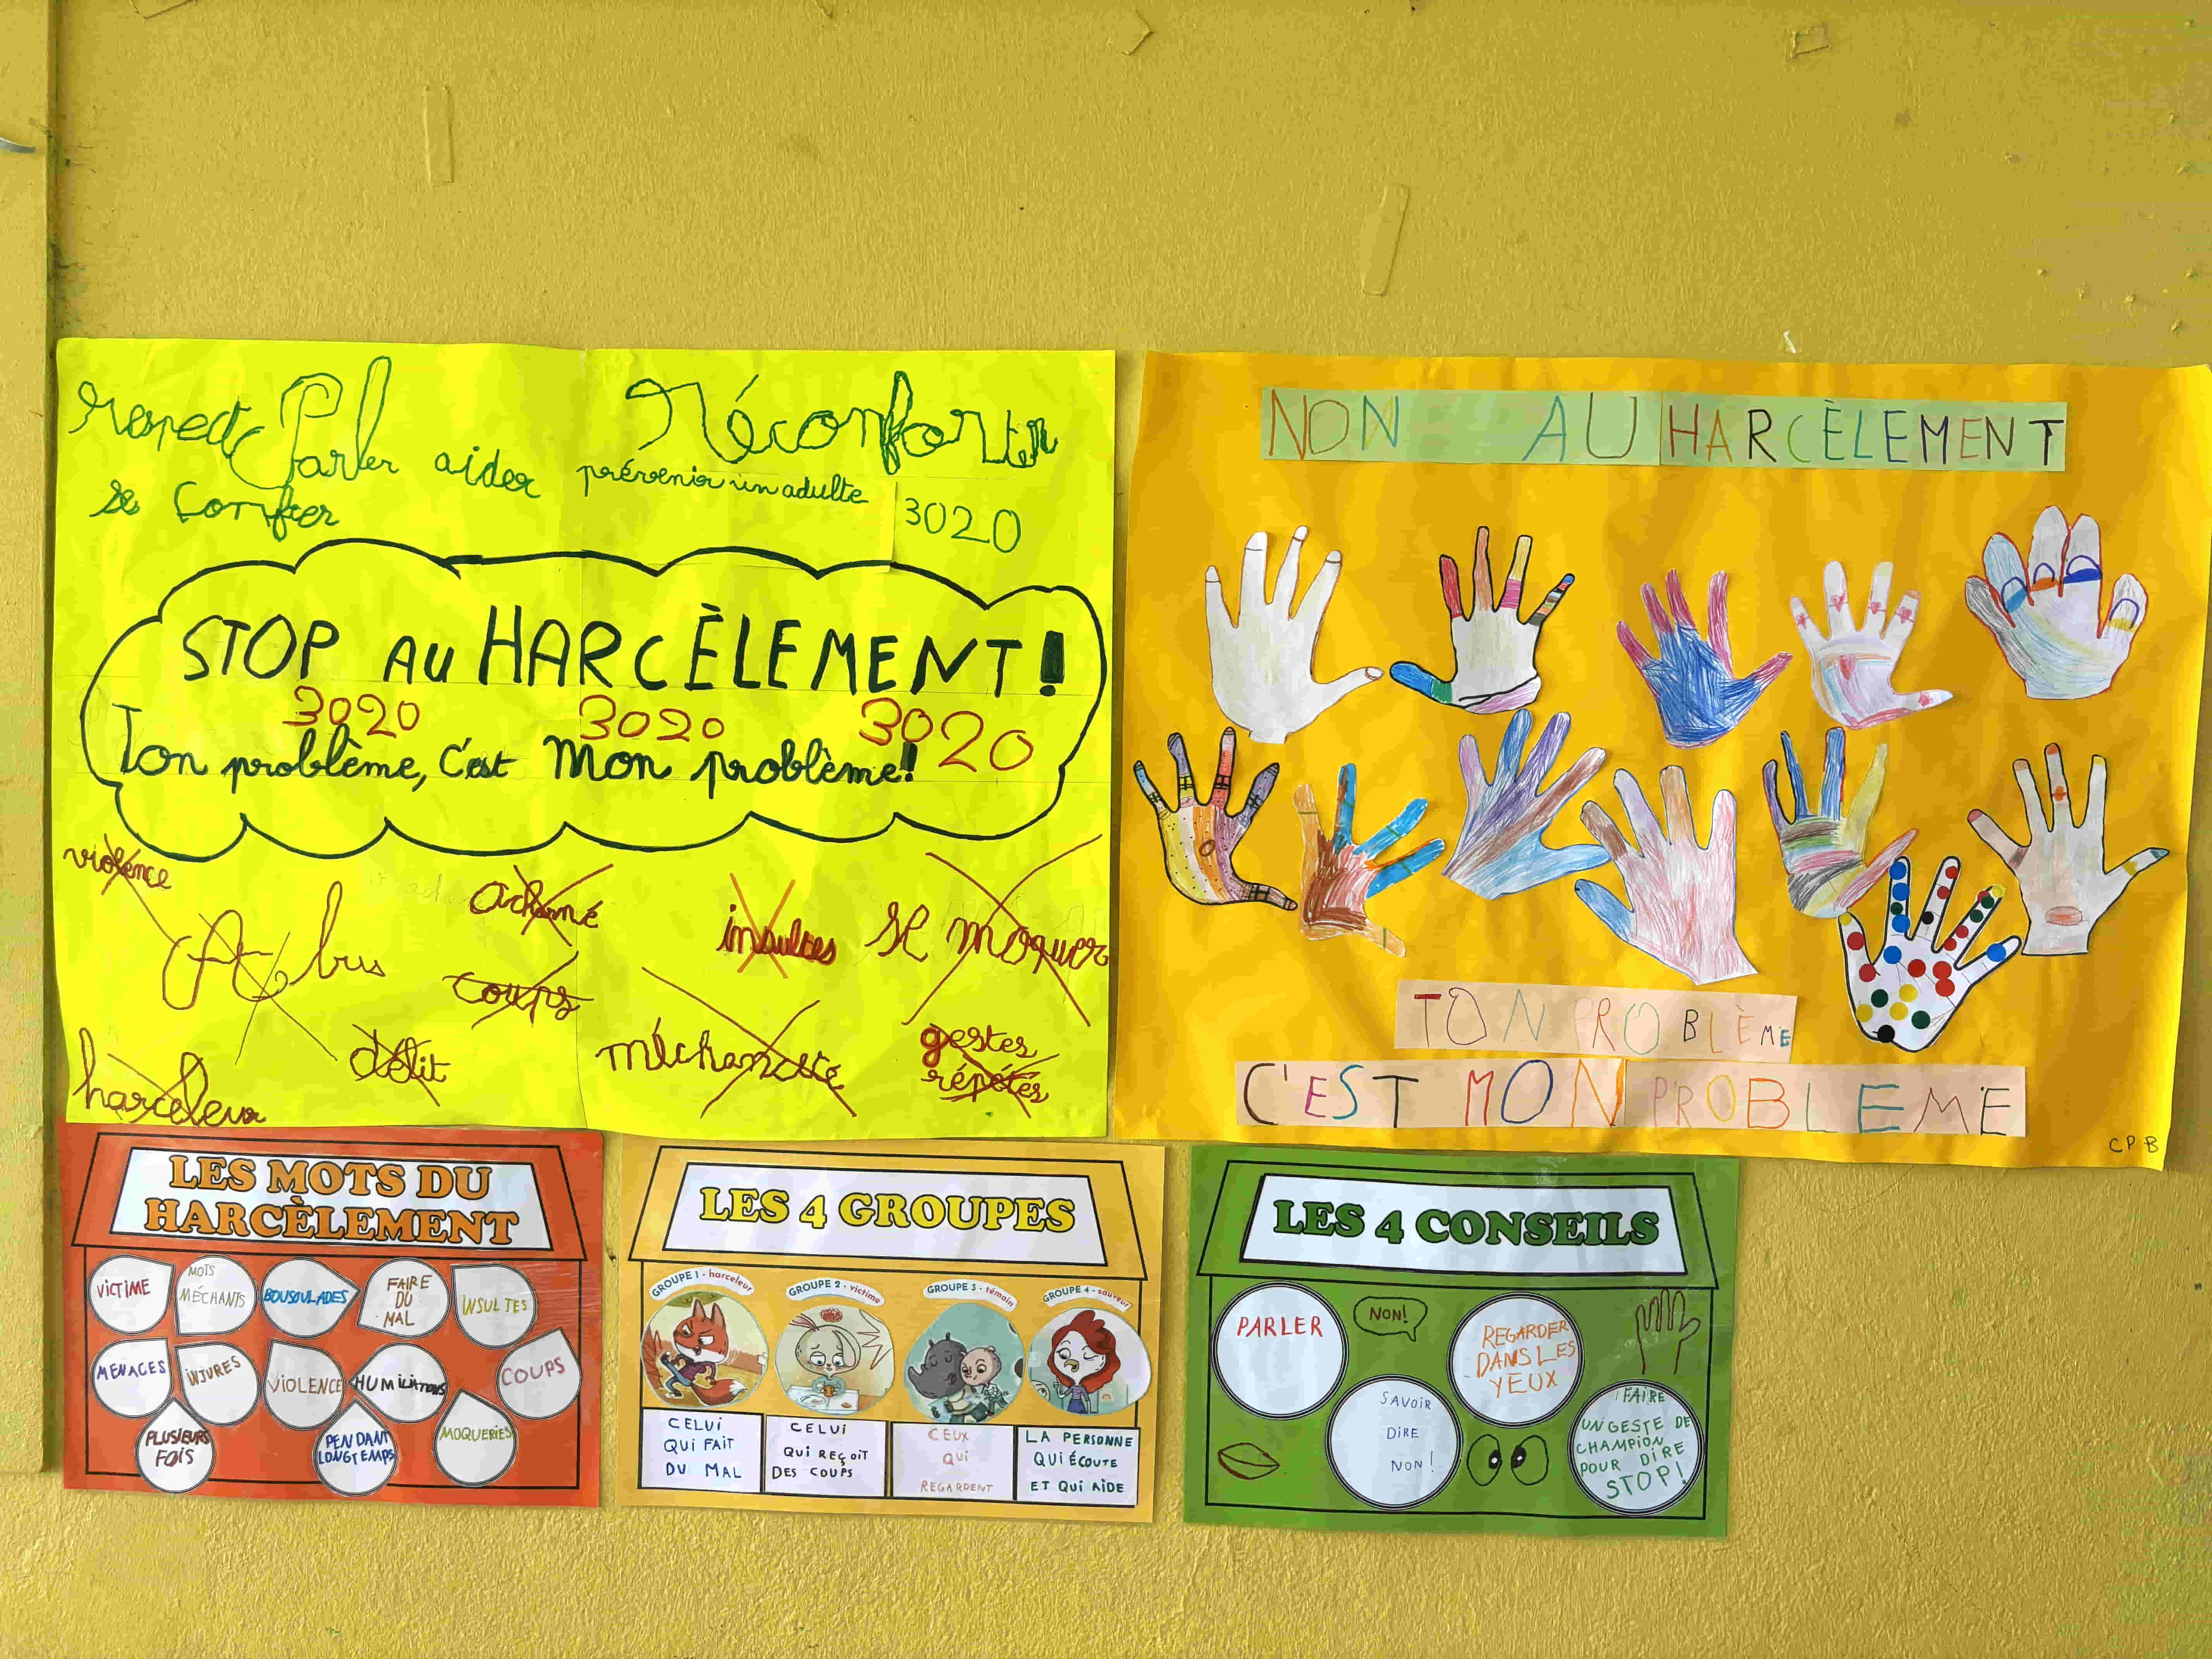 respect Parler aider Réconforter
se confier prévenir un adulte 3020
STOP AU HARCÈLEMENT!
3020 3020 3020
Ton problème, c'est Mon problème!
violence
Abus
acharné
coups
insultes
se moquer
harceleur
délit
méchanceté
gestes
répétés
NON AU HARCÈLEMENT
TON PROBLÈME
C'EST MON PROBLEME
CPB
LES MOTS DU
HARCÈLEMENT
VICTIME
MOTS
MÉCHANTS
BOUSOULADES
FAIRE
DU
MAL
INSULTES
MENACES
INJURES
VIOLENCE
HUMILIATIONS
COUPS
PLUSIEURS
FOIS
PENDANT
LONGTEMPS
MOQUERIES
LES 4 GROUPES
GROUPE 1 - harceleur
GROUPE 2 - victime
GROUPE 3 - témoin
GROUPE 4 - sauveur
CELUI
QUI FAIT
DU MAL
CELUI
QUI REÇOIT
DES COUPS
CEUX
QUI
REGARDENT
LA PERSONNE
QUI ÉCOUTE
ET QUI AIDE
LES 4 CONSEILS
PARLER
NON!
REGARDER
DANS LES
YEUX
SAVOIR
DIRE
NON!
FAIRE
UN GESTE DE
CHAMPION
POUR DIRE
STOP!